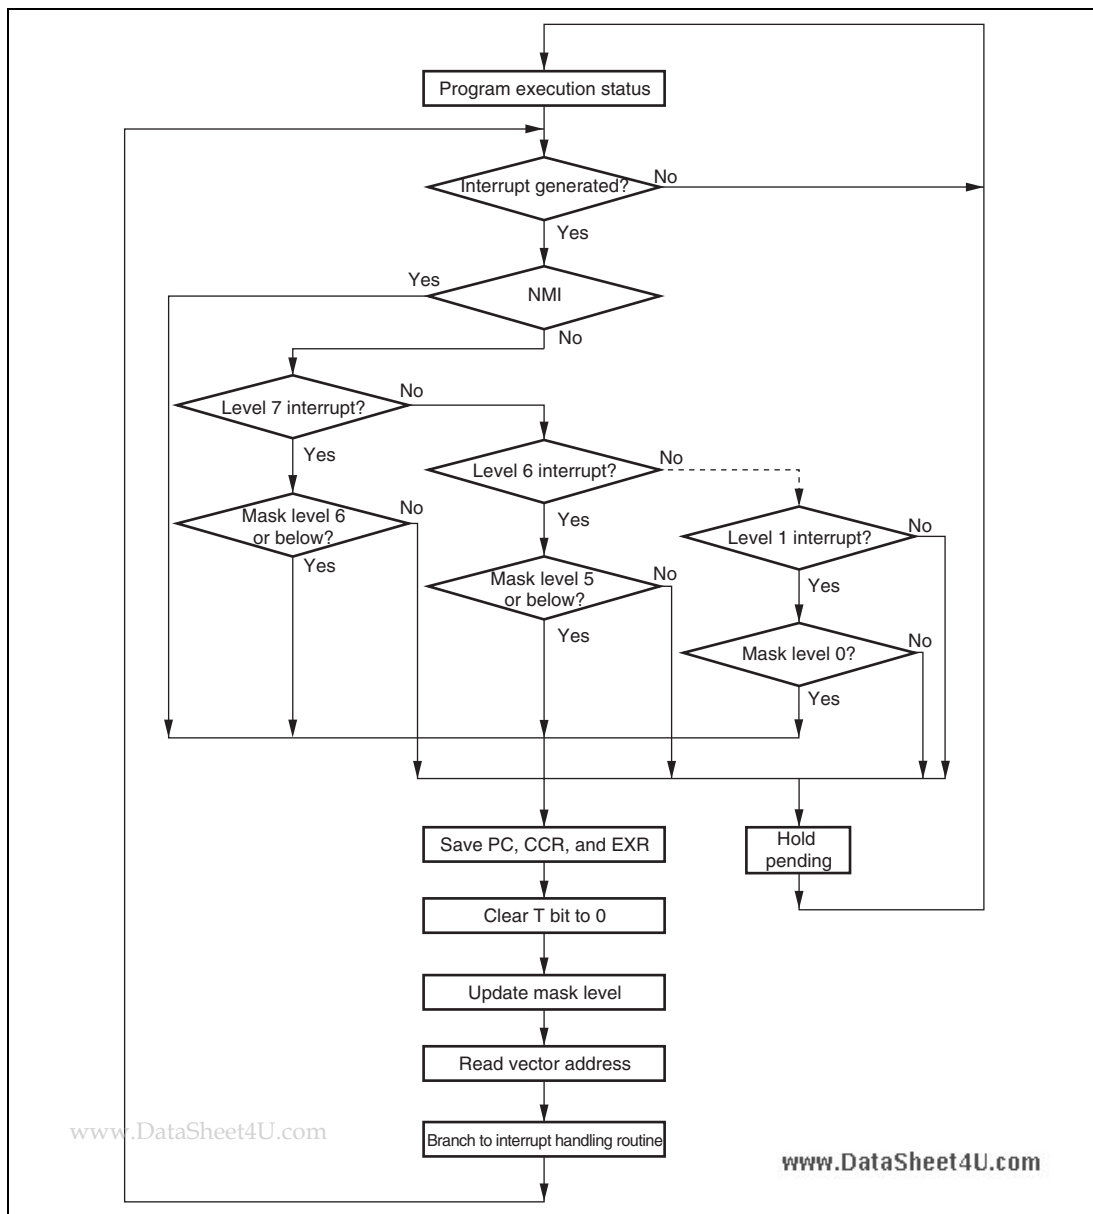 Program execution status
Interrupt generated?
No
Yes
Yes
NMI
No
Level 7 interrupt?
No
Yes
Level 6 interrupt?
No
Yes
Mask level 6
or below?
No
Yes
Level 1 interrupt?
No
Yes
Mask level 5
or below?
No
Yes
Mask level 0?
No
Yes
Save PC, CCR, and EXR
Hold
pending
Clear T bit to 0
Update mask level
Read vector address
Branch to interrupt handling routine
www.DataSheet4U.com
www.DataSheet4U.com